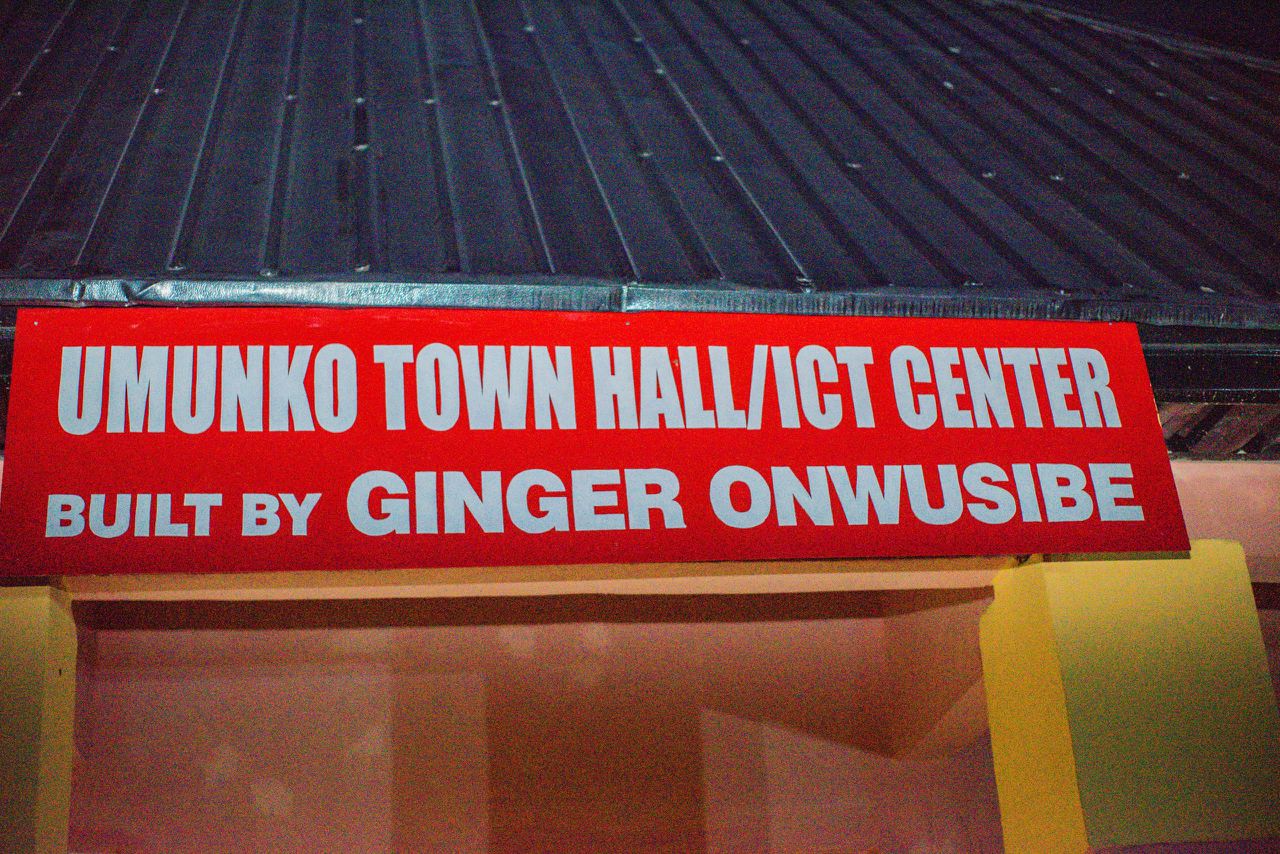 UMUNKO TOWN HALL/ICT CENTER
BUILT BY GINGER ONWUSIBE